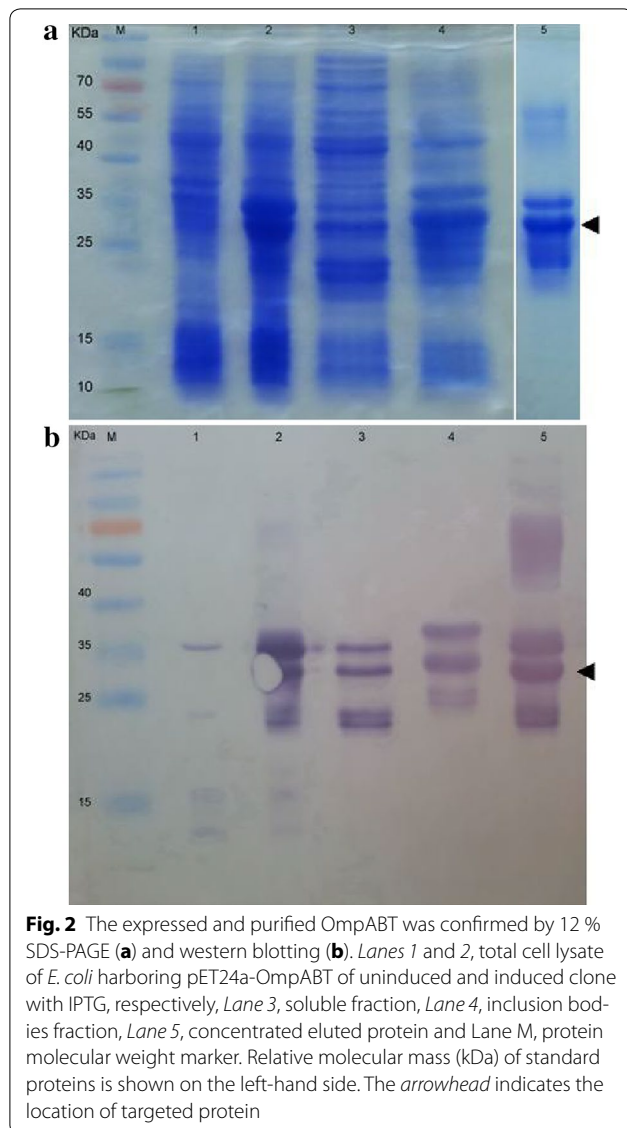 a
KDa M 1 2 3 4 5
70
55
40
35
25
15
10
b
KDa M 1 2 3 4 5
40
35
25
15
Fig. 2 The expressed and purified OmpABT was confirmed by 12 %
SDS-PAGE (a) and western blotting (b). Lanes 1 and 2, total cell lysate
of E. coli harboring pET24a-OmpABT of uninduced and induced clone
with IPTG, respectively, Lane 3, soluble fraction, Lane 4, inclusion bod-
ies fraction, Lane 5, concentrated eluted protein and Lane M, protein
molecular weight marker. Relative molecular mass (kDa) of standard
proteins is shown on the left-hand side. The arrowhead indicates the
location of targeted protein